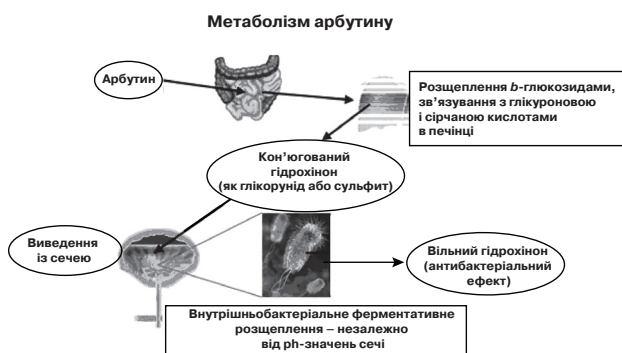 Метаболізм арбутину
Арбутин
Розщеплення b-глюкозидами,
зв’язування з глікуроновою
і сірчаною кислотами
в печінці
Кон’югований
гідрохінон
(як глікорунід або сульфит)
Виведення
із сечею
Вільний гідрохінон
(антибактеріальний
ефект)
Внутрішньобактеріальне ферментативне
розщеплення – незалежно
від ph-значень сечі